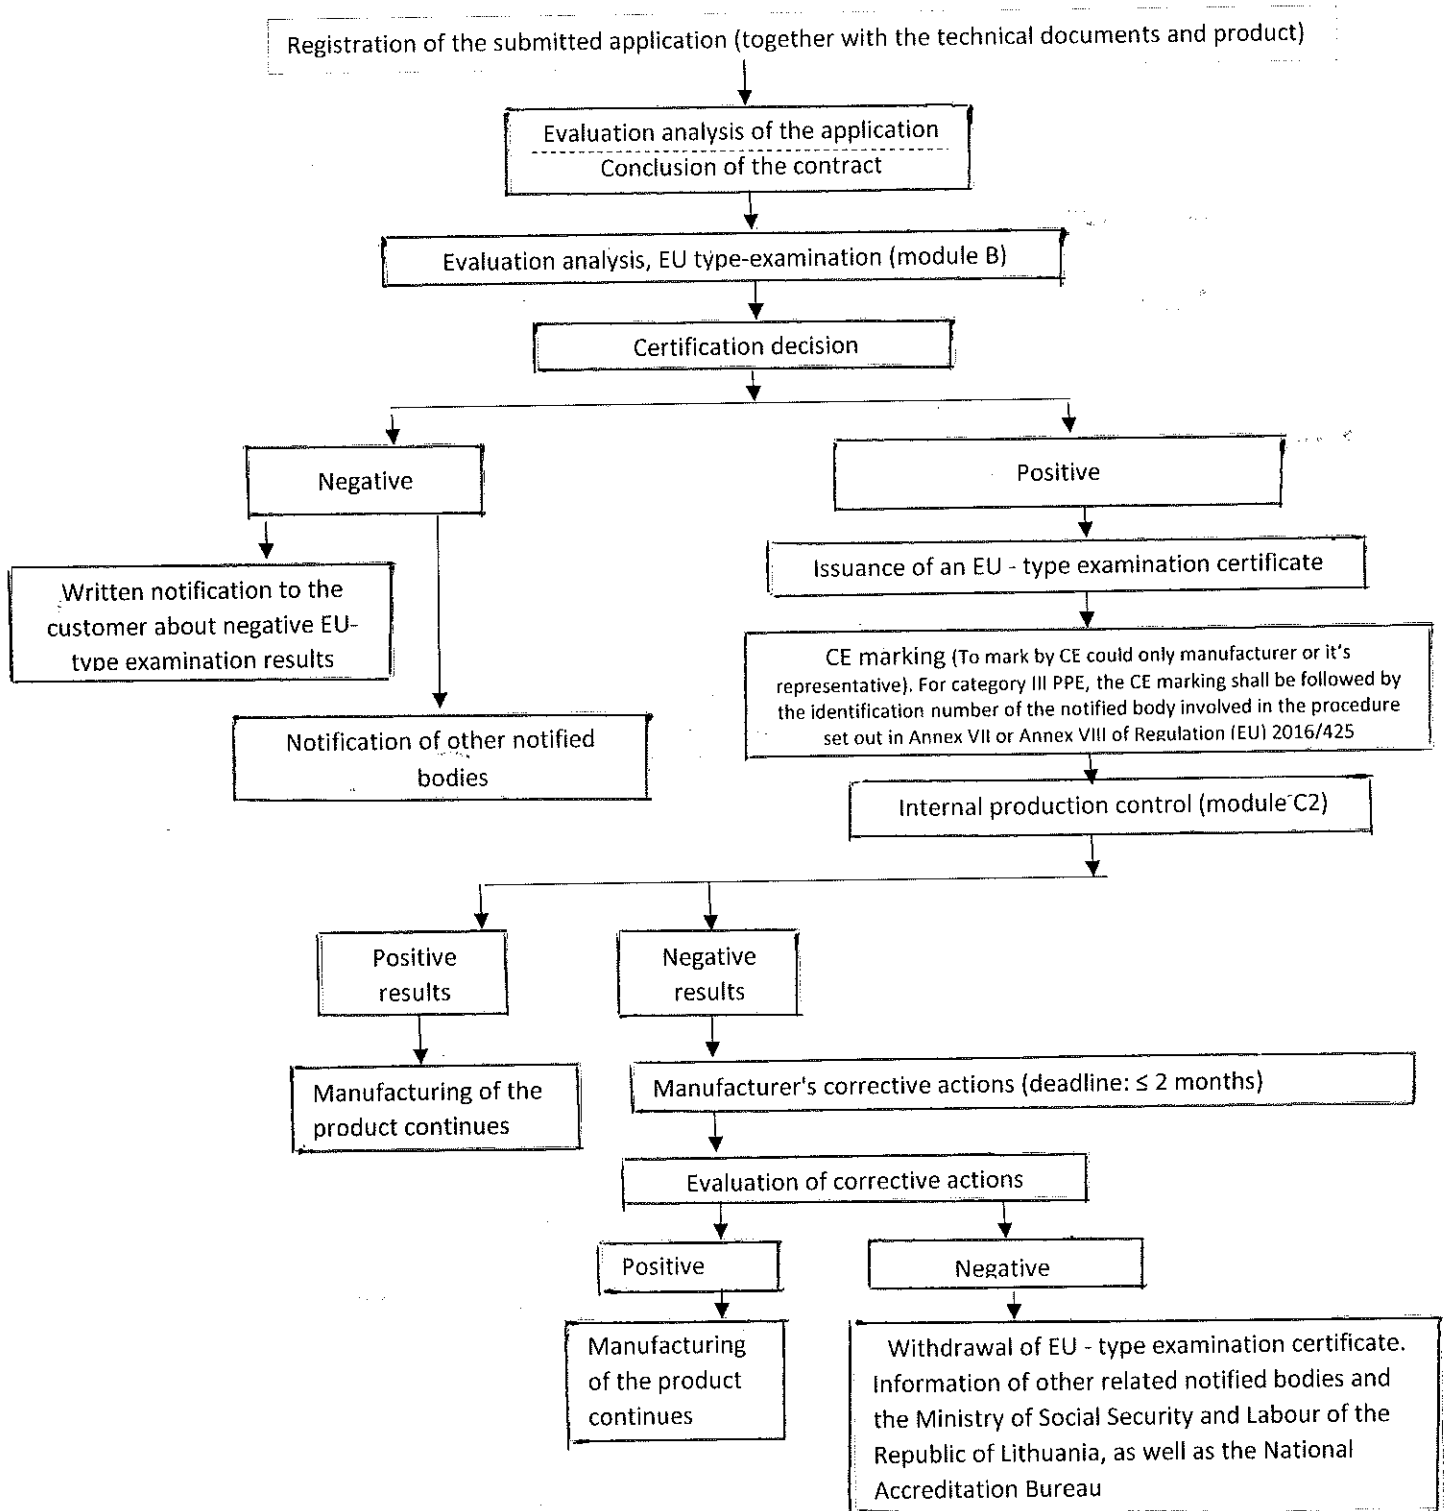 Registration of the submitted application (together with the technical documents and product)
Evaluation analysis of the application
Conclusion of the contract
Evaluation analysis, EU type-examination (module B)
Certification decision
Negative
Positive
Written notification to the
customer about negative EU-
type examination results
Notification of other notified
bodies
Issuance of an EU - type examination certificate
CE marking (To mark by CE could only manufacturer or it's
representative). For category III PPE, the CE marking shall be followed by
the identification number of the notified body involved in the procedure
set out in Annex VII or Annex VIII of Regulation (EU) 2016/425
Internal production control (module C2)
Positive
results
Negative
results
Manufacturing of the
product continues
Manufacturer's corrective actions (deadline: ≤ 2 months)
Evaluation of corrective actions
Positive
Negative
Manufacturing
of the product
continues
Withdrawal of EU - type examination certificate.
Information of other related notified bodies and
the Ministry of Social Security and Labour of the
Republic of Lithuania, as well as the National
Accreditation Bureau